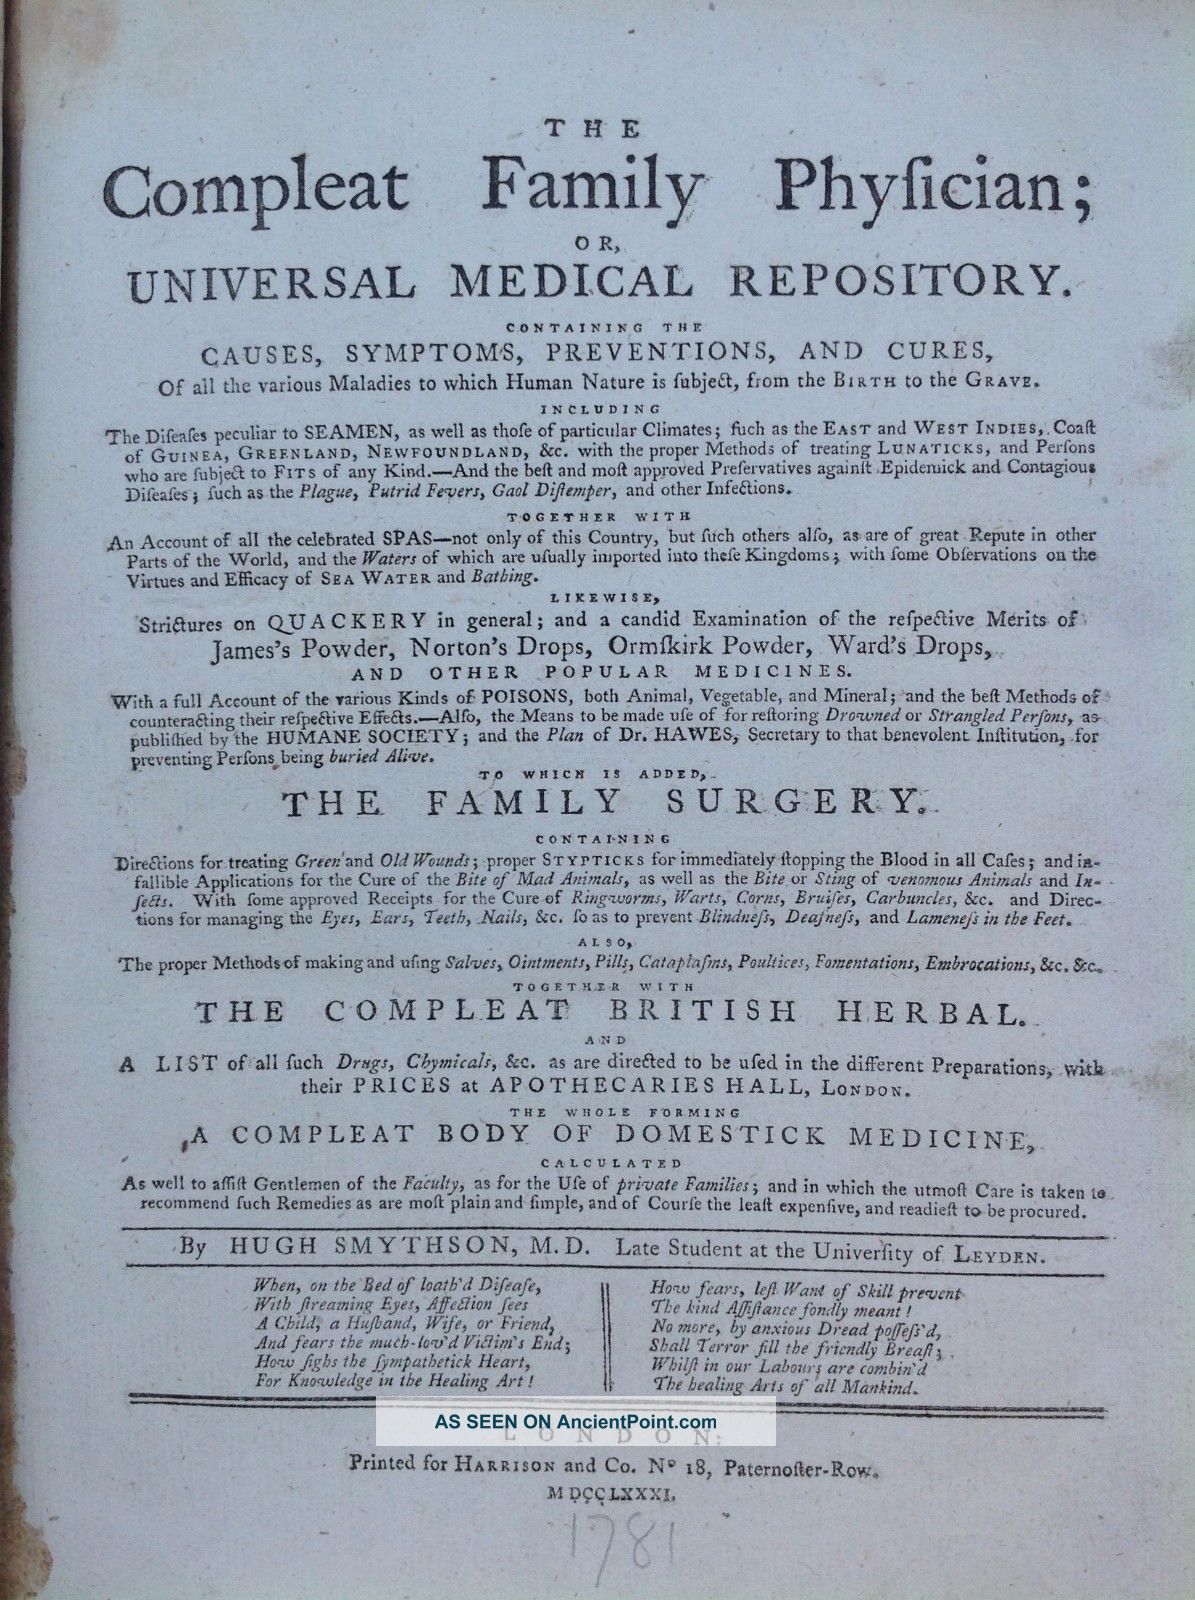 THE
Compleat Family Phyſician;
OR,
UNIVERSAL MEDICAL REPOSITORY.
CONTAINING THE
CAUSES, SYMPTOMS, PREVENTIONS, AND CURES,
Of all the various Maladies to which Human Nature is ſubject, from the BIRTH to the GRAVE.
INCLUDING
The Diſeaſes peculiar to SEAMEN, as well as thoſe of particular Climates; ſuch as the EAST and WEST INDIES, Coaſt
of GUINEA, GREENLAND, NEWFOUNDLAND, &c. with the proper Methods of treating LUNATICKS, and Perſons
who are ſubject to FITS of any Kind.—And the beſt and moſt approved Preſervatives againſt Epidemick and Contagious
Diſeaſes; ſuch as the Plague, Putrid Fevers, Gaol Diſtemper, and other Infections.
TOGETHER WITH
An Account of all the celebrated SPAS—not only of this Country, but ſuch others alſo, as are of great Repute in other
Parts of the World, and the Waters of which are uſually imported into theſe Kingdoms; with ſome Obſervations on the
Virtues and Efficacy of SEA WATER and Bathing.
LIKEWISE,
Strictures on QUACKERY in general; and a candid Examination of the reſpective Merits of
James's Powder, Norton's Drops, Ormſkirk Powder, Ward's Drops,
AND OTHER POPULAR MEDICINES.
With a full Account of the various Kinds of POISONS, both Animal, Vegetable, and Mineral; and the beſt Methods of
counteracting their reſpective Effects.—Alſo, the Means to be made uſe of for reſtoring Drowned or Strangled Perſons, as
publiſhed by the HUMANE SOCIETY; and the Plan of Dr. HAWES, Secretary to that benevolent Inſtitution, for
preventing Perſons being buried Alive.
TO WHICH IS ADDED,
THE FAMILY SURGERY.
CONTAINING
Directions for treating Green and Old Wounds; proper STYPTICKS for immediately ſtopping the Blood in all Caſes; and in-
fallible Applications for the Cure of the Bite of Mad Animals, as well as the Bite or Sting of venomous Animals and In-
ſects. With ſome approved Receipts for the Cure of Ringworms, Warts, Corns, Bruiſes, Carbuncles, &c. and Direc-
tions for managing the Eyes, Ears, Teeth, Nails, &c. ſo as to prevent Blindneſs, Deafneſs, and Lameneſs in the Feet.
ALSO,
The proper Methods of making and uſing Salves, Ointments, Pills, Cataplaſms, Poultices, Fomentations, Embrocations, &c. &c.
TOGETHER WITH
THE COMPLEAT BRITISH HERBAL.
AND
A LIST of all ſuch Drugs, Chymicals, &c. as are directed to be uſed in the different Preparations, with
their PRICES at APOTHECARIES HALL, LONDON.
THE WHOLE FORMING
A COMPLEAT BODY OF DOMESTICK MEDICINE,
CALCULATED
As well to aſſiſt Gentlemen of the Faculty, as for the Uſe of private Families; and in which the utmoſt Care is taken to
recommend ſuch Remedies as are moſt plain and ſimple, and of Courſe the leaſt expenſive, and readieſt to be procured.
By HUGH SMYTHSON, M.D. Late Student at the Univerſity of LEYDEN.
When, on the Bed of loath'd Diſeaſe,
With ſtreaming Eyes, Affection ſees
A Child, a Huſband, Wife, or Friend,
And fears the much-lov'd Victim's End;
How ſighs the ſympathetick Heart,
For Knowledge in the Healing Art!
How fears, leſt Want of Skill prevent
The kind Aſſiſtance fondly meant!
No more, by anxious Dread poſſeſs'd,
Shall Terror fill the friendly Breaſt;
Whilſt in our Labours are combin'd
The healing Arts of all Mankind.
AS SEEN ON AncientPoint.com
LONDON:
Printed for HARRISON and Co. Nº 18, Paternoſter-Row.
MDCCLXXXI.
1781